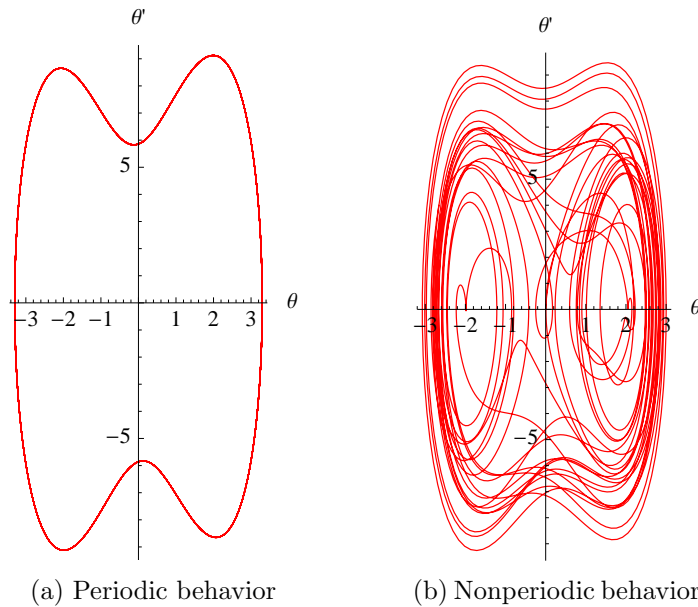 θ'
θ'
5
5
θ
θ
−3 −2 −1 1 2 3
−3 −2 −1 1 2 3
−5
−5
(a) Periodic behavior
(b) Nonperiodic behavior